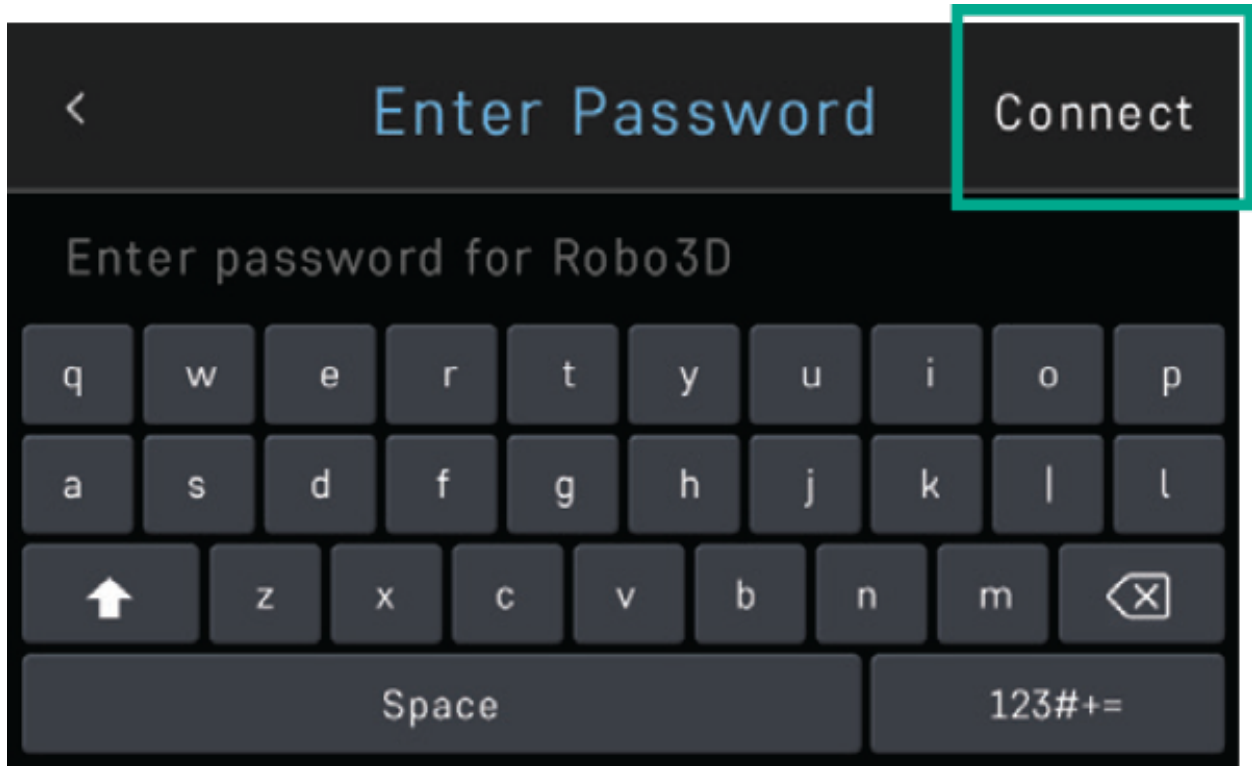 < Enter Password Connect
Enter password for Robo3D
q w e r t y u i o p
a s d f g h j k | l
z x c v b n m
Space 123#+=